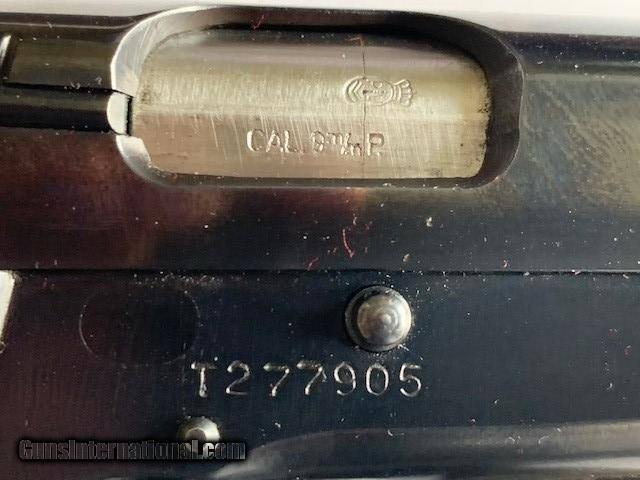 CAL. 9m/m P
T277905
GunsInternational.com